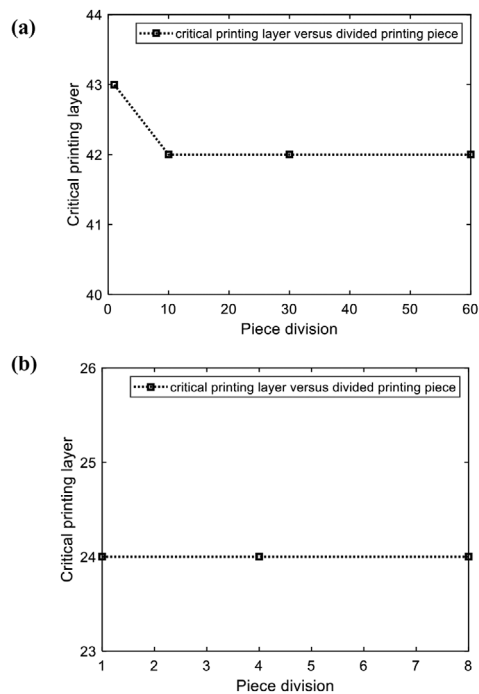 (a)
44
43
42
41
40
critical printing layer versus divided printing piece
Critical printing layer
0 10 20 30 40 50 60
Piece division
(b)
26
25
24
23
critical printing layer versus divided printing piece
Critical printing layer
1 2 3 4 5 6 7 8
Piece division